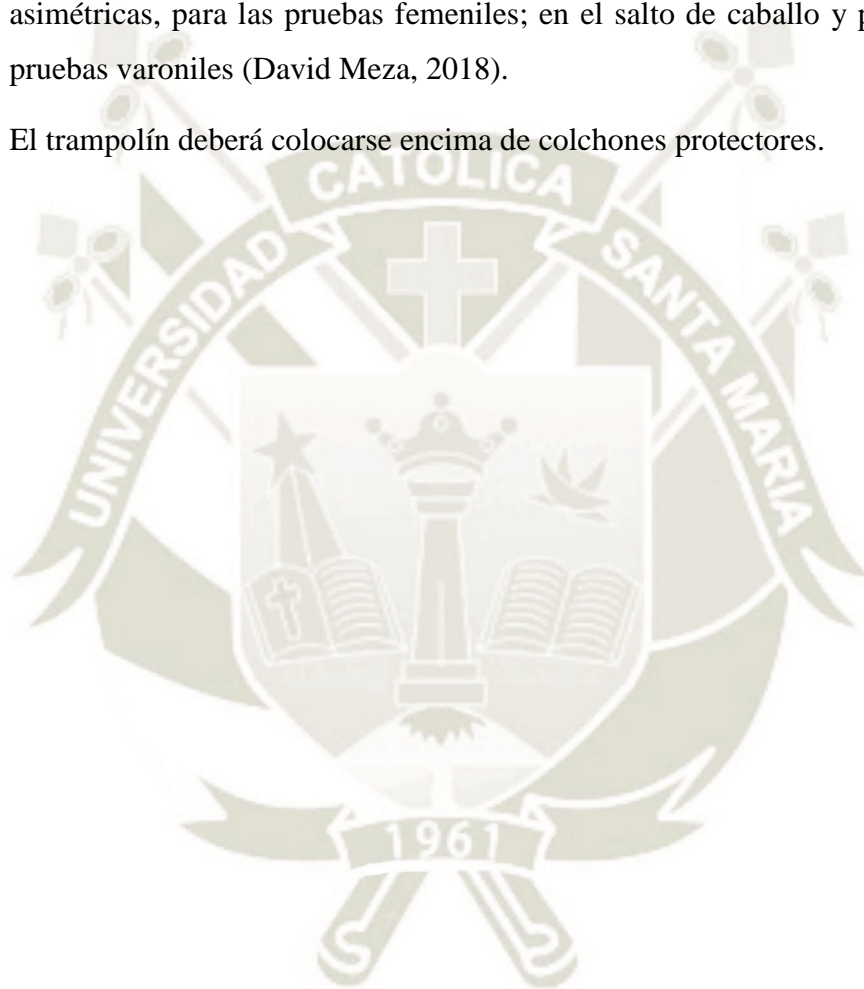 asimétricas, para las pruebas femeniles; en el salto de caballo y p
pruebas varoniles (David Meza, 2018).
El trampolín deberá colocarse encima de colchones protectores.
CATOLICA
UNIVERSIDAD
SANTA MARIA
1961